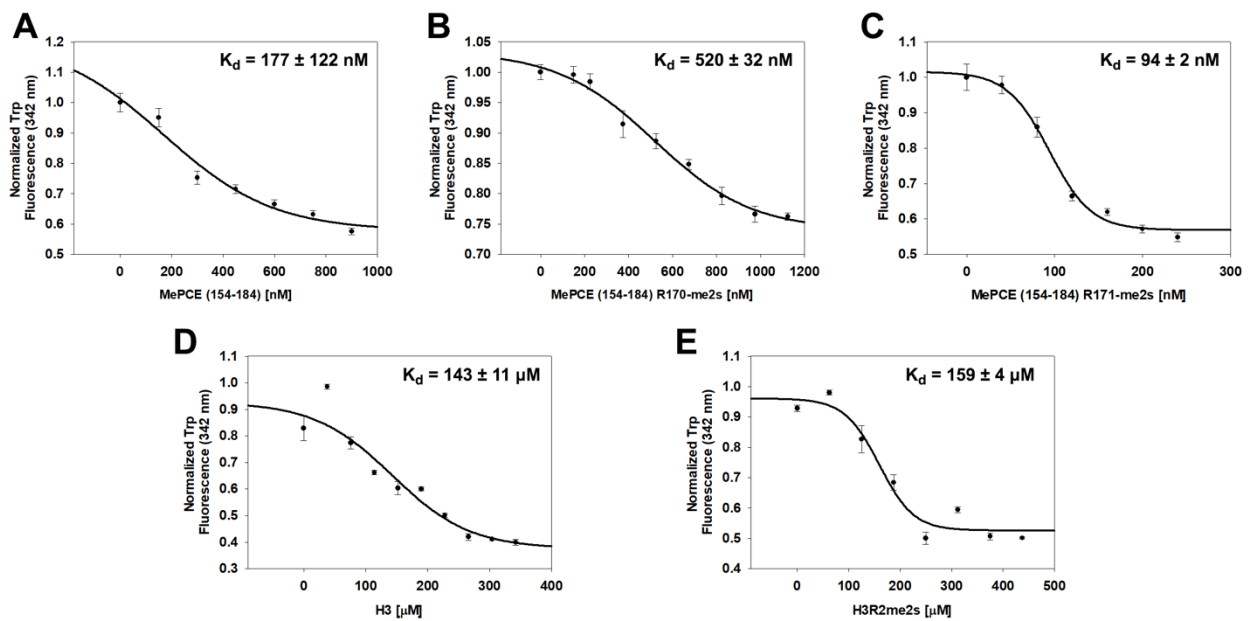 A
K_d = 177 ± 122 nM
Normalized Trp
Fluorescence (342 nm)
1.2
1.1
1.0
0.9
0.8
0.7
0.6
0.5
0 200 400 600 800 1000
MePCE (154-184) [nM]
B
K_d = 520 ± 32 nM
Normalized Trp
Fluorescence (342 nm)
1.05
1.00
0.95
0.90
0.85
0.80
0.75
0.70
0 200 400 600 800 1000 1200
MePCE (154-184) R170-me2s [nM]
C
K_d = 94 ± 2 nM
Normalized Trp
Fluorescence (342 nm)
1.1
1.0
0.9
0.8
0.7
0.6
0.5
0 100 200 300
MePCE (154-184) R171-me2s [nM]
D
K_d = 143 ± 11 µM
Normalized Trp
Fluorescence (342 nm)
1.1
1.0
0.9
0.8
0.7
0.6
0.5
0.4
0.3
0 100 200 300 400
H3 [µM]
E
K_d = 159 ± 4 µM
Normalized Trp
Fluorescence (342 nm)
1.1
1.0
0.9
0.8
0.7
0.6
0.5
0.4
0 100 200 300 400 500
H3R2me2s [µM]